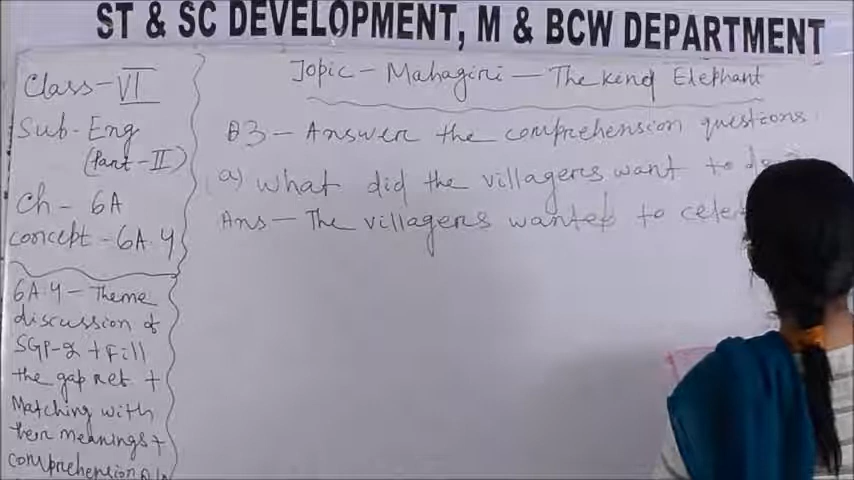 ST & SC DEVELOPMENT, M & BCW DEPARTMENT
Class - VI
Sub - Eng
(Part - II)
Ch - 6A
concept - 6A.4
6A.4 - Theme
discussion of
SGP-2 + Fill
the gap net +
Matching with
their meanings +
comprehension
Topic - Mahagiri - The kind Elephant
Q3 - Answer the comprehension questions.
a) What did the villagers want to
Ans - The villagers wanted to